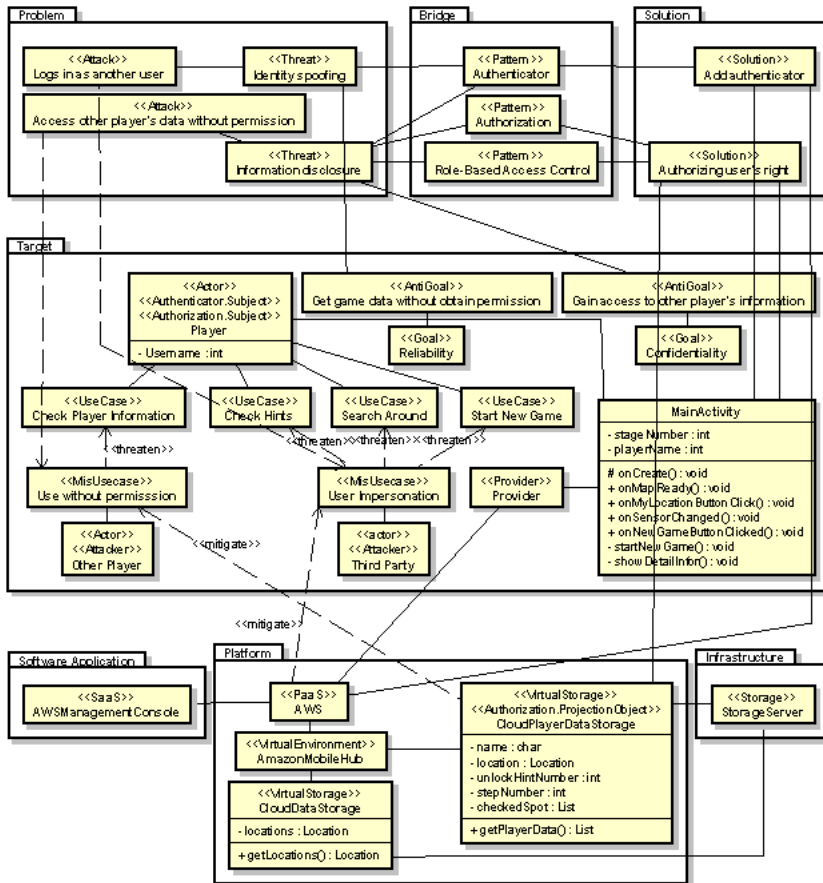 Problem
Bridge
Solution
<<Attack>>
Logs in as another user
<<Threat>>
Identity spoofing
<<Pattern>>
Authenticator
<<Solution>>
Add authenticator
<<Attack>>
Access other player's data without permission
<<Pattern>>
Authorization
<<Threat>>
Information disclosure
<<Pattern>>
Role-Based Access Control
<<Solution>>
Authorizing user's right
Target
<<Actor>>
<<Authenticator.Subject>>
<<Authorization.Subject>>
Player
- Username : int
<<AntiGoal>>
Get game data without obtain permission
<<AntiGoal>>
Gain access to other player's information
<<Goal>>
Reliability
<<Goal>>
Confidentiality
<<UseCase>>
Check Player Information
<<UseCase>>
Check Hints
<<UseCase>>
Search Around
<<UseCase>>
Start New Game
MainActivity
- stageNumber : int
- playerName : int
# onCreate() : void
+ onMapReady() : void
+ onMyLocation Button Click() : void
+ onSensorChanged() : void
+ onNewGameButtonClicked() : void
- startNew Game() : void
- show DetailInfor() : void
<<threaten>>
<<threaten>>
<<threaten>>
<<threaten>>
<<MisUsecase>>
Use without permisssion
<<MisUsecase>>
User Impersonation
<<Provider>>
Provider
<<Actor>>
<<Attacker>>
Other Player
<<actor>>
<<Attacker>>
Third Party
<<mitigate>>
<<mitigate>>
Software Application
Platform
Infrastructure
<<SaaS>>
AWSManagementConsole
<<PaaS>>
AWS
<<VirtualStorage>>
<<Authorization.ProjectionObject>>
CloudPlayerDataStorage
- name : char
- location : Location
- unlockHintNumber : int
- stepNumber : int
- checkedSpot : List
+ getPlayerData() : List
<<Storage>>
StorageServer
<<VirtualEnvironment>>
AmazonMobileHub
<<VirtualStorage>>
CloudDataStorage
- locations : Location
+ getLocations() : Location